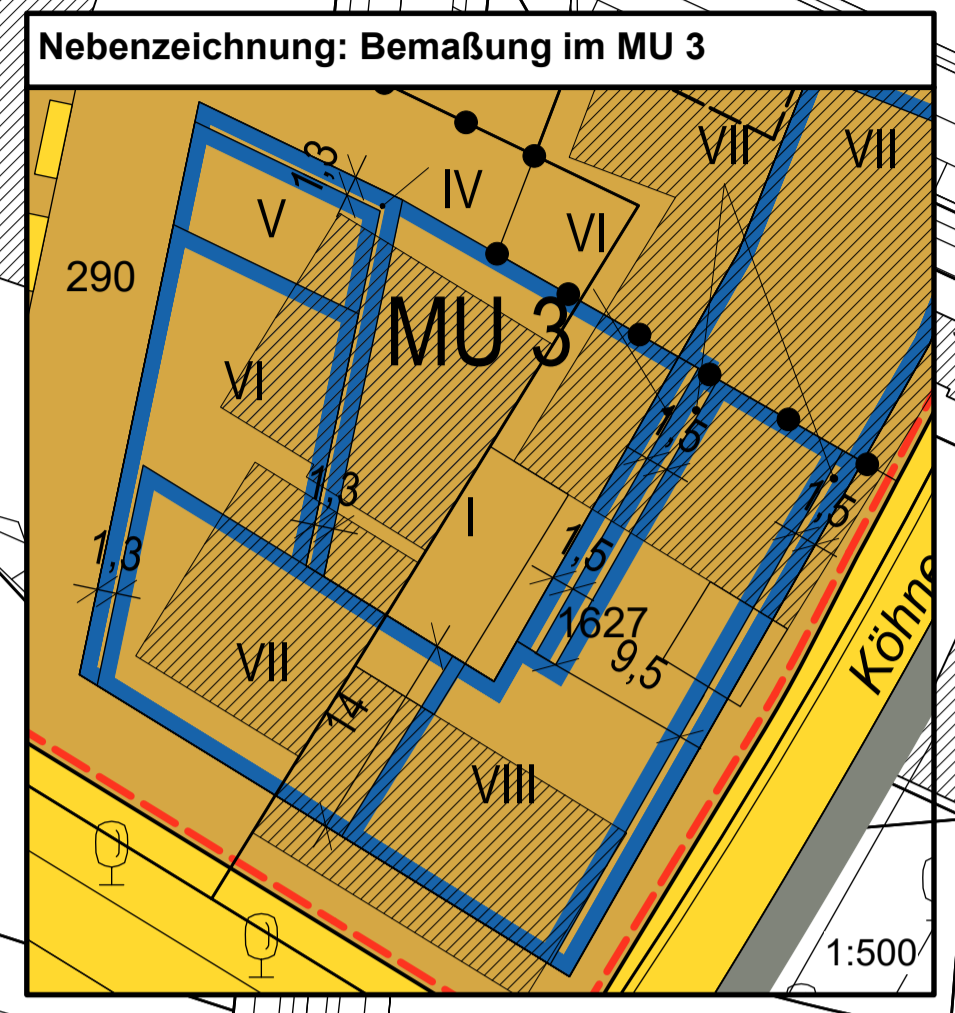 Nebenzeichnung: Bemaßung im MU 3
VII
VII
1,3
IV
V
VI
290
MU 3
VI
1,5
1,3
1,5
I
1,5
1,3
1627
9,5
Köhne
VII
14
VIII
1:500